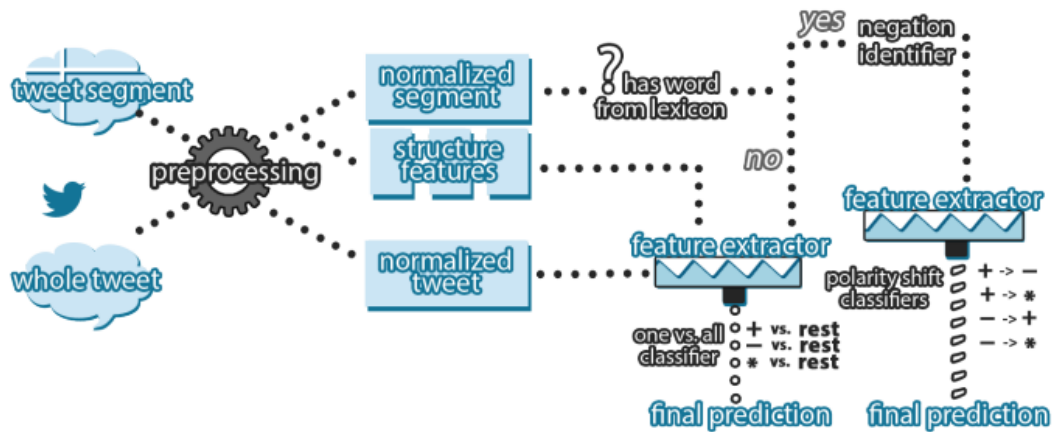 tweet segment
preprocessing
whole tweet
normalized
segment
structure
features
normalized
tweet
? has word
from lexicon
yes
no
negation
identifier
feature extractor
one vs. all
classifier
+ vs. rest
− vs. rest
* vs. rest
final prediction
feature extractor
polarity shift
classifiers
+ -> −
+ -> *
− -> +
− -> *
final prediction